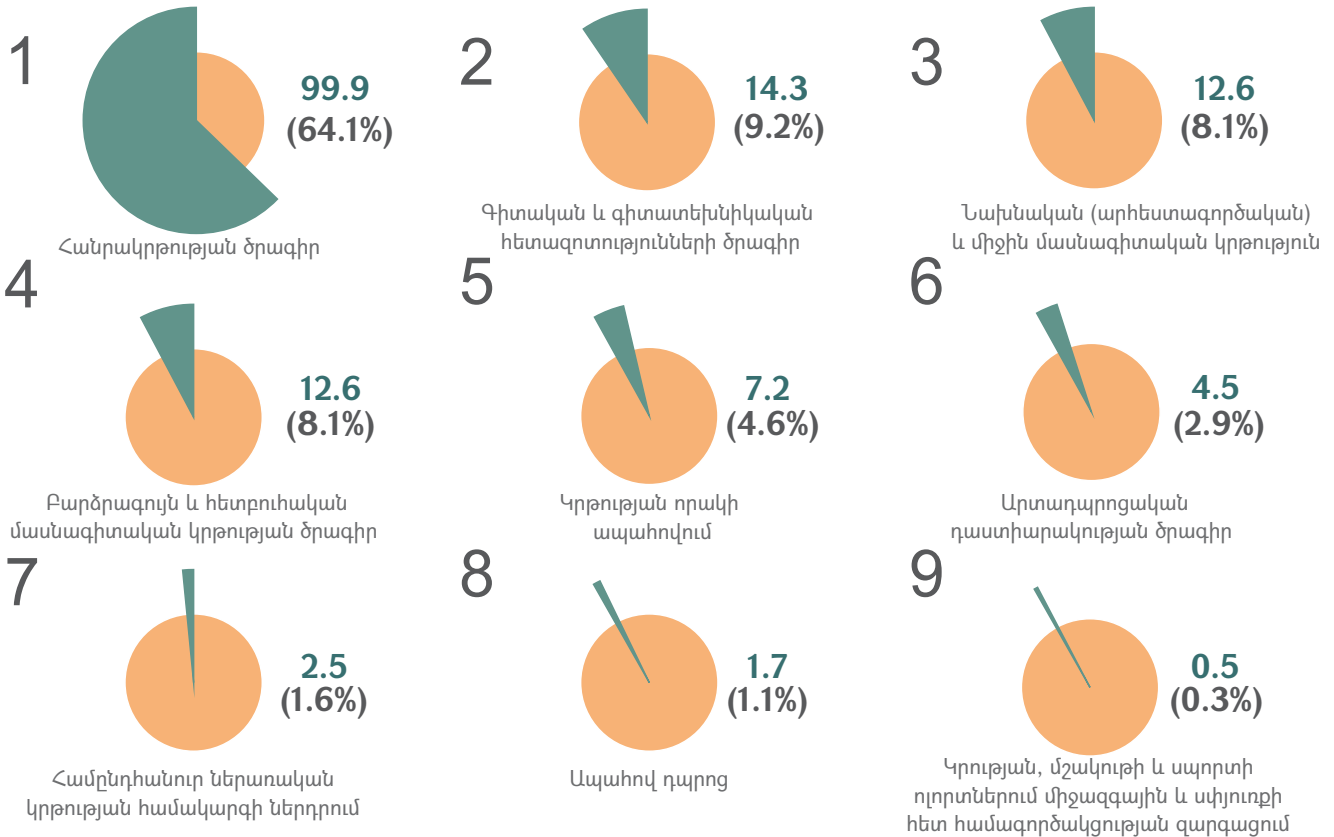 1
99.9
(64.1%)
Հանրակրթության ծրագիր
2
14.3
(9.2%)
Գիտական և գիտատեխնիկական
հետազոտությունների ծրագիր
3
12.6
(8.1%)
Նախնական (արհեստագործական)
և միջին մասնագիտական կրթություն
4
12.6
(8.1%)
Բարձրագույն և հետբուհական
մասնագիտական կրթության ծրագիր
5
7.2
(4.6%)
Կրթության որակի
ապահովում
6
4.5
(2.9%)
Արտադպրոցական
դաստիարակության ծրագիր
7
2.5
(1.6%)
Համընդհանուր ներառական
կրթության համակարգի ներդրում
8
1.7
(1.1%)
Ապահով դպրոց
9
0.5
(0.3%)
Կրության, մշակութի և սպորտի
ոլորտներում միջազգային և սփյուռքի
հետ համագործակցության զարգացում